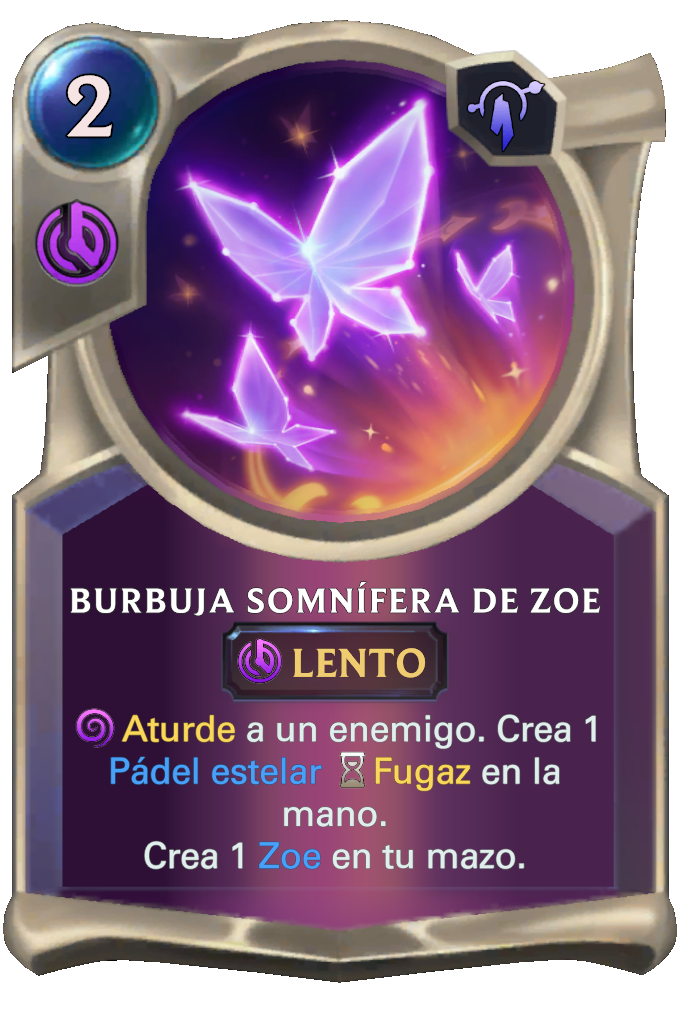 2
BURBUJA SOMNÍFERA DE ZOE
LENTO
Aturde a un enemigo. Crea 1
Pádel estelar Fugaz en la
mano.
Crea 1 Zoe en tu mazo.